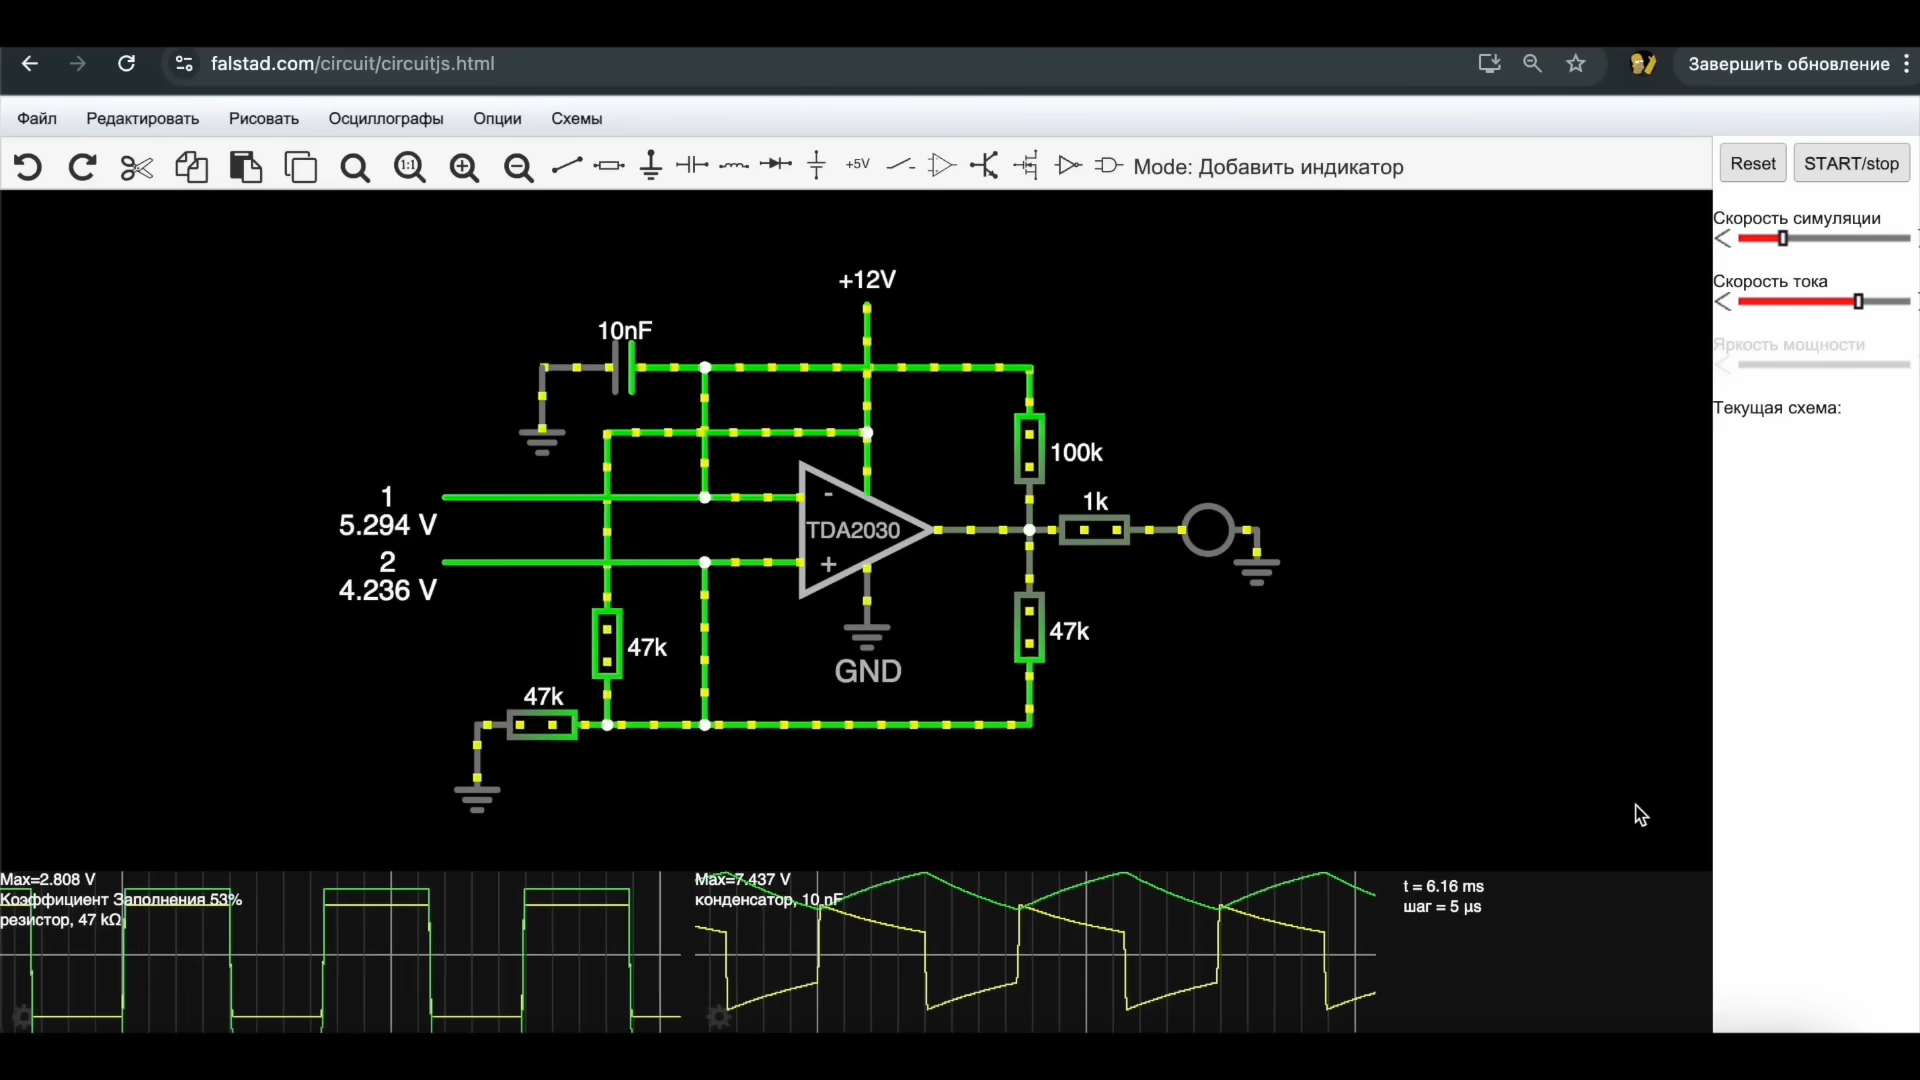 falstad.com/circuit/circuitjs.html
Завершить обновление
Файл Редактировать Рисовать Осциллографы Опции Схемы
1:1
+5V
Mode: Добавить индикатор
Reset START/stop
Скорость симуляции
Скорость тока
Яркость мощности
Текущая схема:
+12V
10nF
100k
1
5.294 V
2
4.236 V
-
TDA2030
+
1k
47k
47k
GND
47k
Max=2.808 V
Коэффициент Заполнения 53%
резистор, 47 kΩ
Max=7.437 V
конденсатор, 10 nF
t = 6.16 ms
шаг = 5 µs